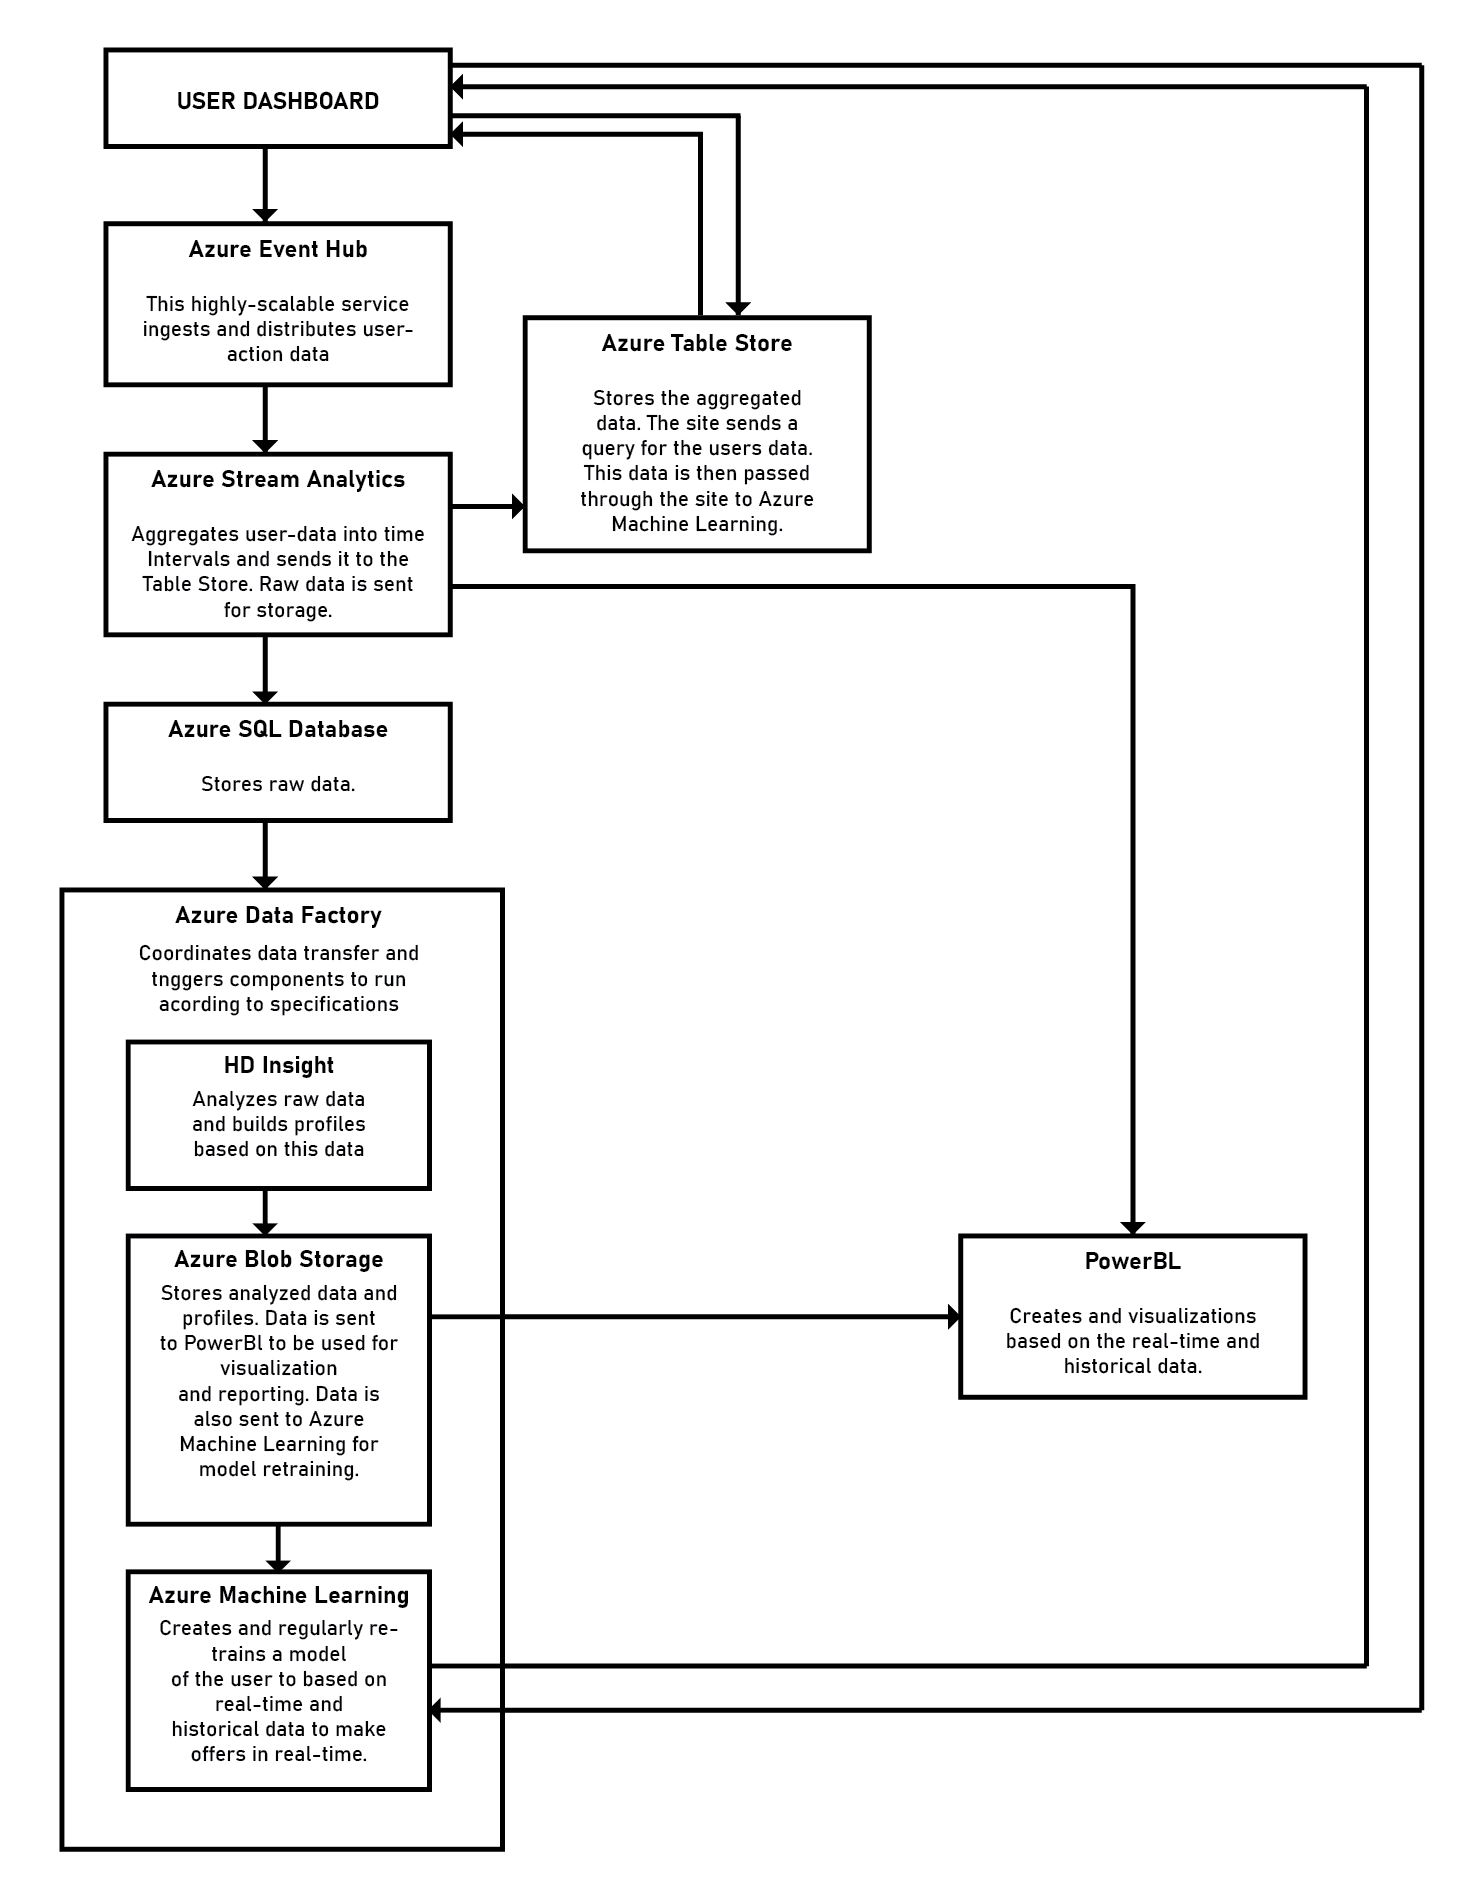 USER DASHBOARD
Azure Event Hub
This highly-scalable service
ingests and distributes user-
action data
Azure Table Store
Stores the aggregated
data. The site sends a
query for the users data.
This data is then passed
through the site to Azure
Machine Learning.
Azure Stream Analytics
Aggregates user-data into time
Intervals and sends it to the
Table Store. Raw data is sent
for storage.
Azure SQL Database
Stores raw data.
Azure Data Factory
Coordinates data transfer and
tnggers components to run
acording to specifications
HD Insight
Analyzes raw data
and builds profiles
based on this data
Azure Blob Storage
Stores analyzed data and
profiles. Data is sent
to PowerBl to be used for
visualization
and reporting. Data is
also sent to Azure
Machine Learning for
model retraining.
PowerBL
Creates and visualizations
based on the real-time and
historical data.
Azure Machine Learning
Creates and regularly re-
trains a model
of the user to based on
real-time and
historical data to make
offers in real-time.